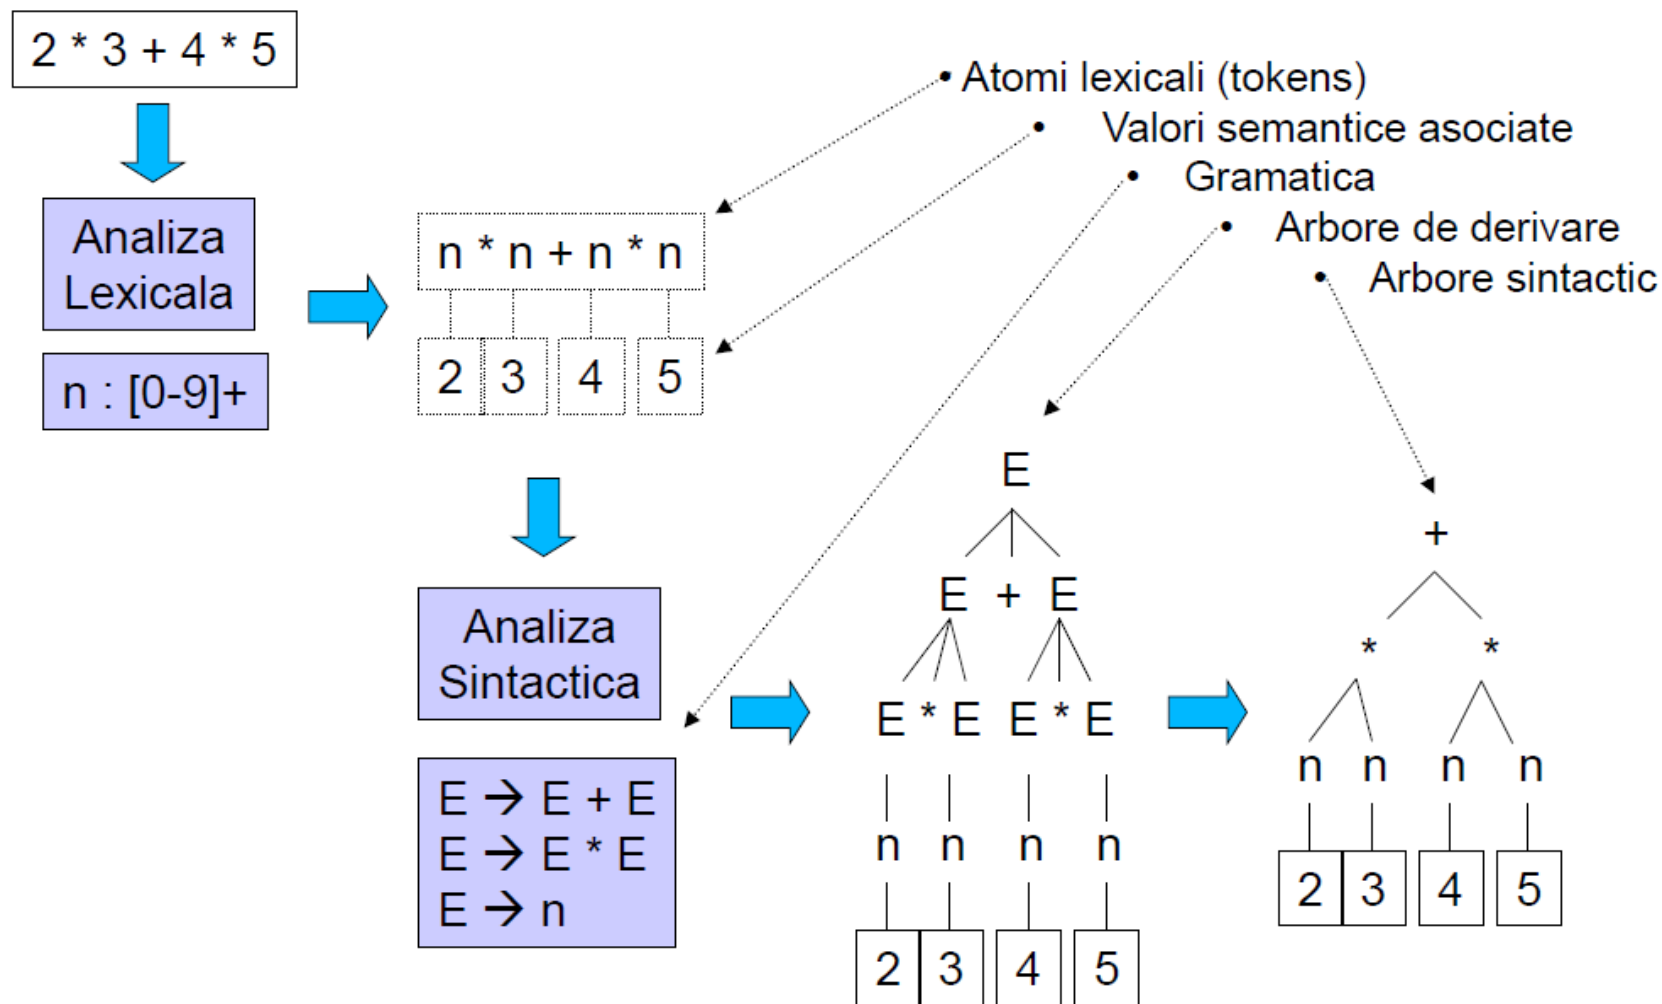 2 * 3 + 4 * 5
• Atomi lexicali (tokens)
• Valori semantice asociate
• Gramatica
• Arbore de derivare
• Arbore sintactic
Analiza
Lexicala
n : [0-9]+
n * n + n * n
2 3 4 5
Analiza
Sintactica
E → E + E
E → E * E
E → n
E
E + E
E * E E * E
n n n n
2 3 4 5
+
* *
n n n n
2 3 4 5